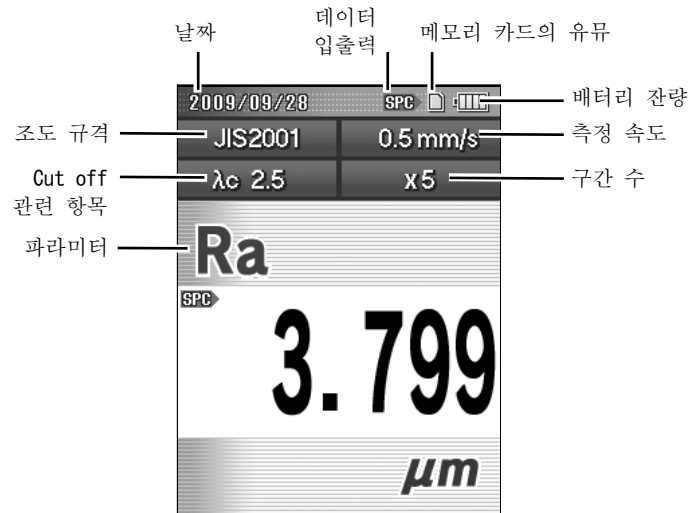 날짜
데이터
입출력
메모리 카드의 유뮤
배터리 잔량
조도 규격
측정 속도
Cut off
관련 항목
구간 수
파라미터
2009/09/28 SPC
JIS2001 0.5 mm/s
λc 2.5 x5
Ra
SPC
3.799
μm